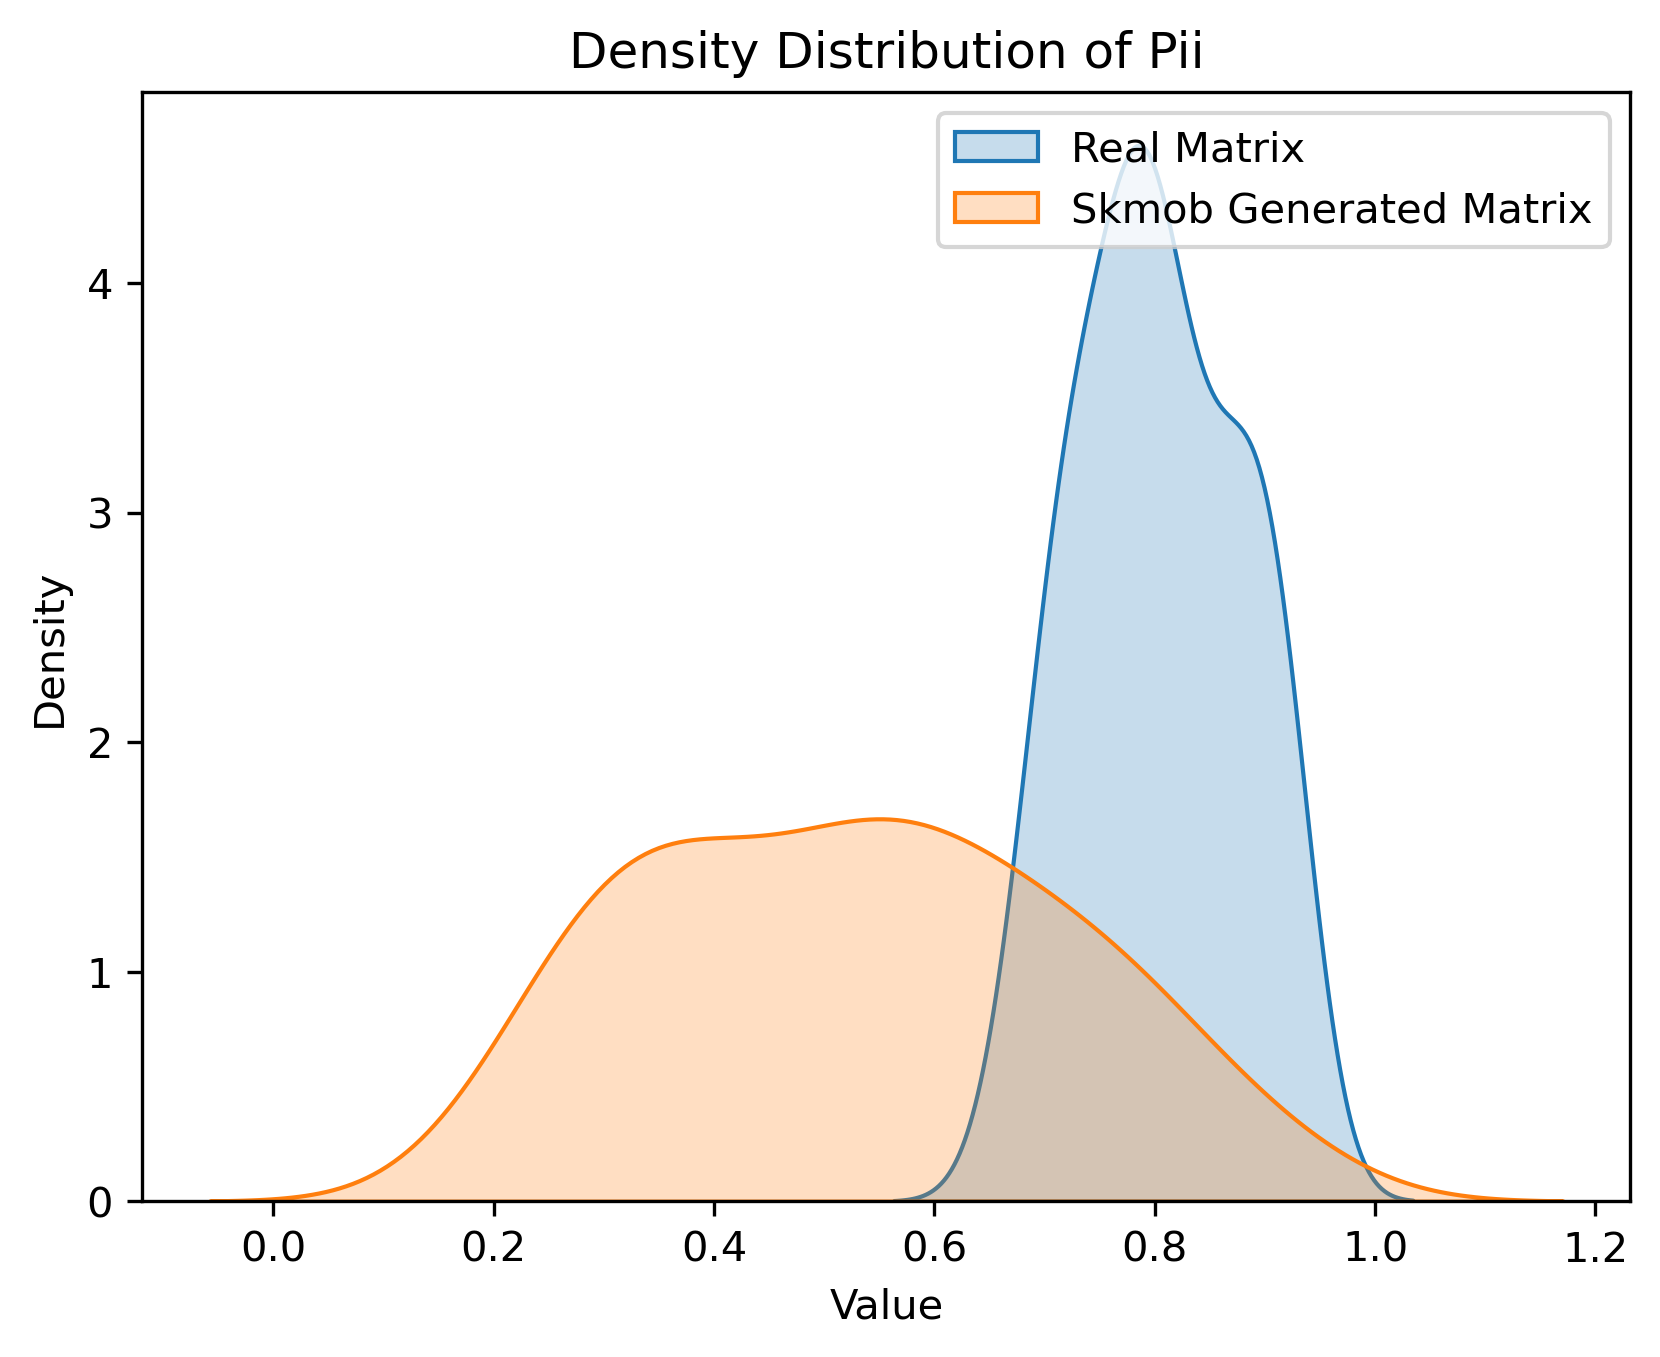 Density Distribution of Pii
Real Matrix
Skmob Generated Matrix
Density
4
3
2
1
0
0.0 0.2 0.4 0.6 0.8 1.0 1.2
Value